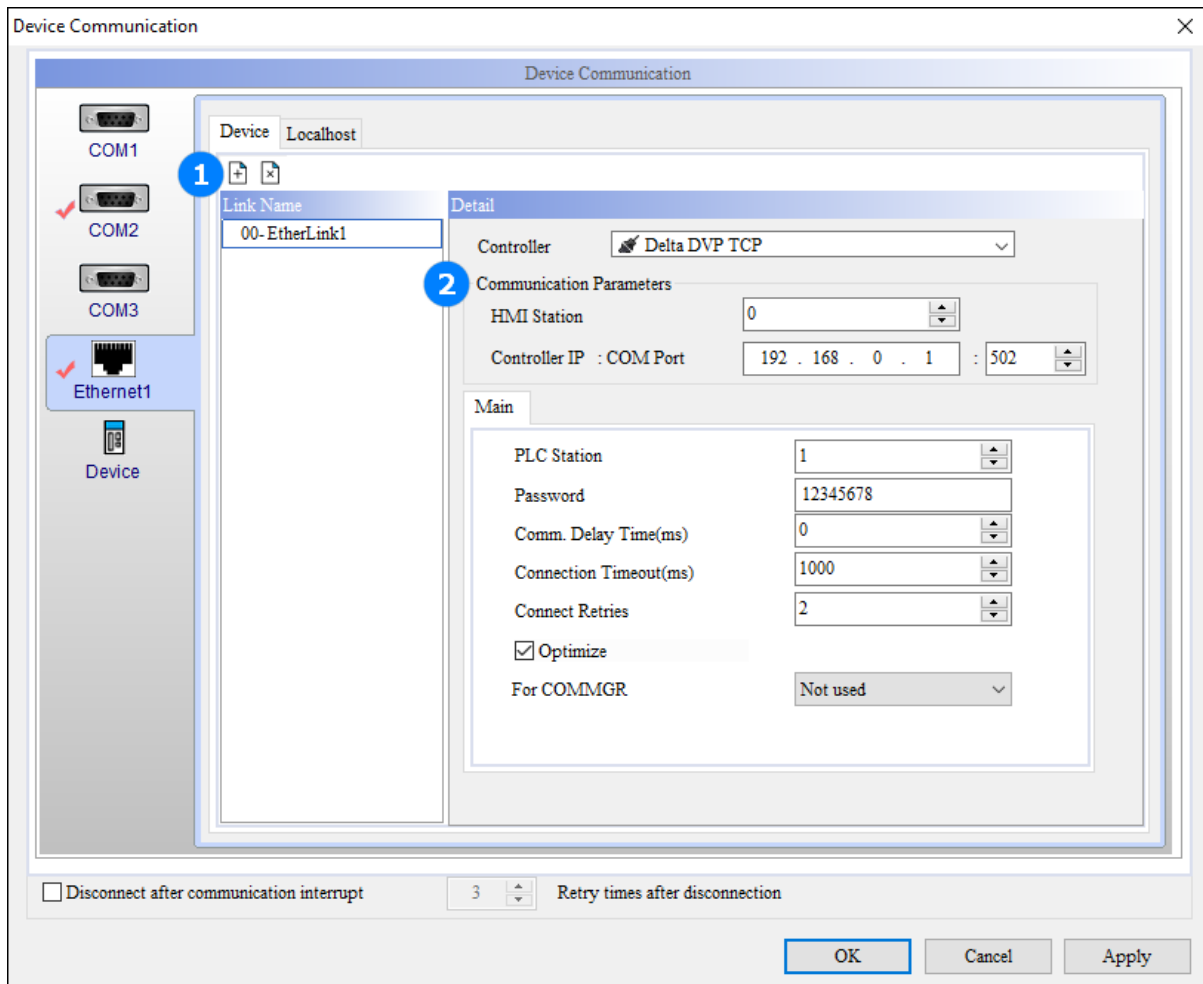 Device Communication
Device Communication
COM1
COM2
COM3
Ethernet1
Device
Device Localhost
1
Link Name
00-EtherLink1
Detail
Controller Delta DVP TCP
2 Communication Parameters
HMI Station 0
Controller IP : COM Port 192 . 168 . 0 . 1 : 502
Main
PLC Station 1
Password 12345678
Comm. Delay Time(ms) 0
Connection Timeout(ms) 1000
Connect Retries 2
Optimize
For COMMGR Not used
Disconnect after communication interrupt 3 Retry times after disconnection
OK Cancel Apply